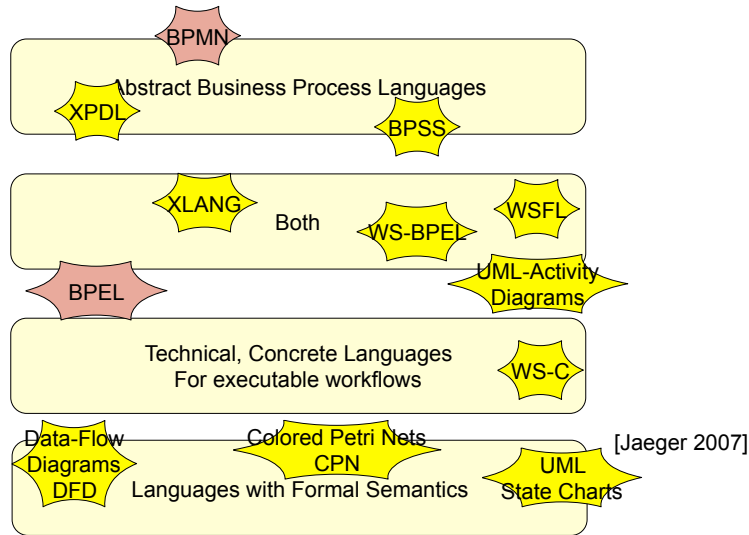 BPMN
Abstract Business Process Languages
XPDL
BPSS
XLANG
WSFL
Both
WS-BPEL
UML-Activity
Diagrams
BPEL
Technical, Concrete Languages
For executable workflows
WS-C
Data-Flow
Diagrams
DFD
Colored Petri Nets
CPN
[Jaeger 2007]
UML
State Charts
Languages with Formal Semantics